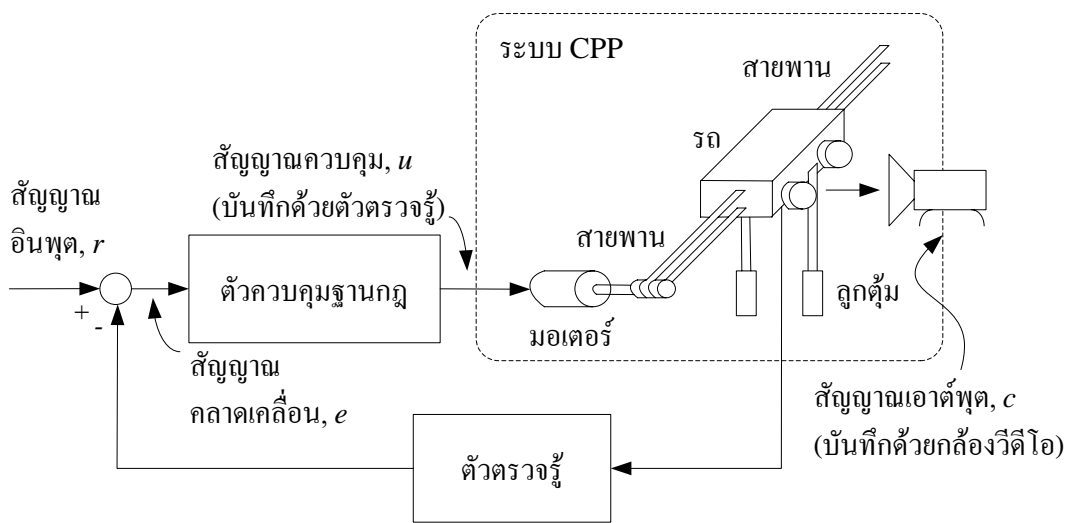 ระบบ CPP
สายพาน
รถ
สัญญาณควบคุม, u
(บันทึกด้วยตัวตรวจรู้)
สัญญาณ
อินพุต, r
สายพาน
ตัวควบคุมฐานกฎ
+
-
มอเตอร์
ลูกตุ้ม
สัญญาณ
คลาดเคลื่อน, e
สัญญาณเอาต์พุต, c
(บันทึกด้วยกล้องวีดีโอ)
ตัวตรวจรู้